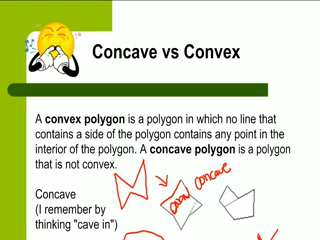 Concave vs Convex
A convex polygon is a polygon in which no line that
contains a side of the polygon contains any point in the
interior of the polygon. A concave polygon is a polygon
that is not convex.
concave
Concave
(I remember by
thinking "cave in")